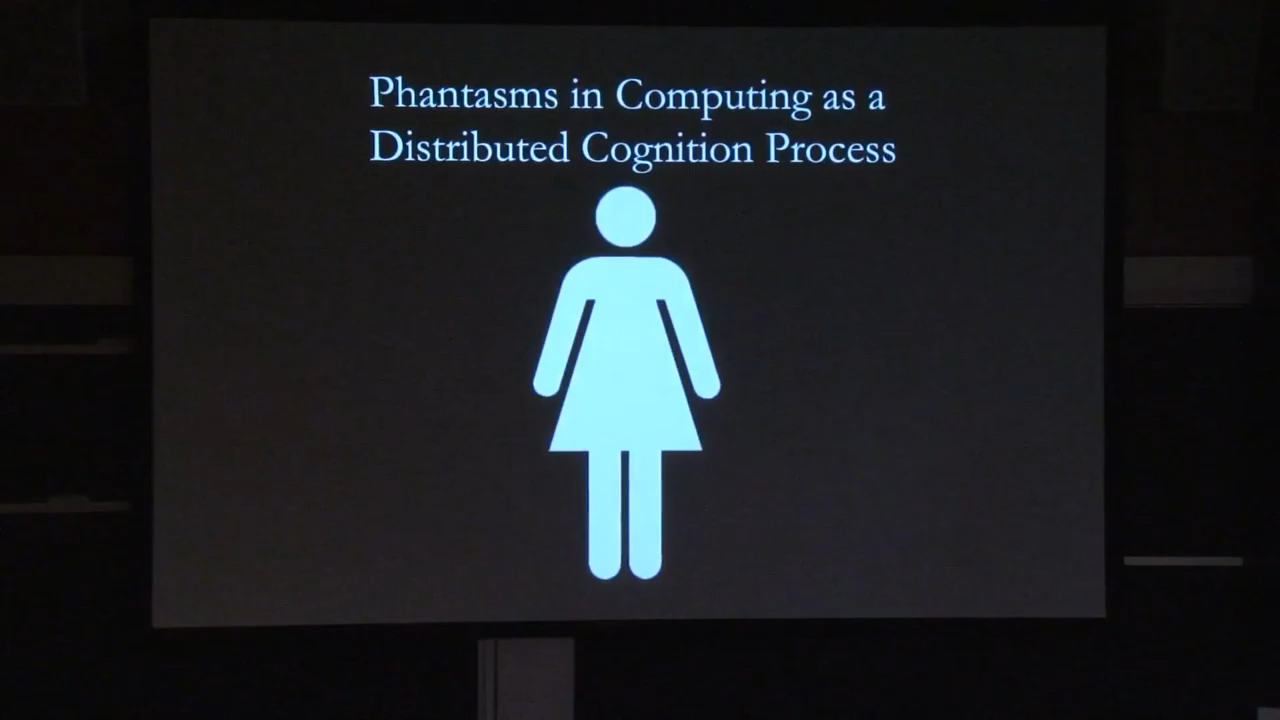 Phantasms in Computing as a
Distributed Cognition Process